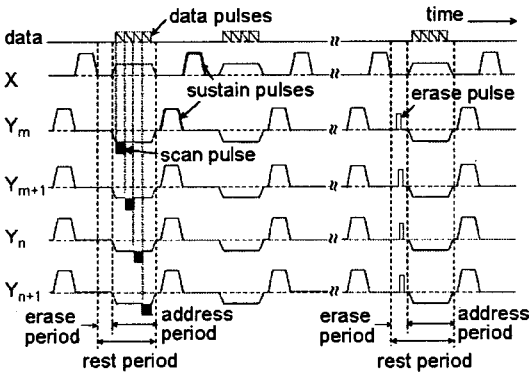 data pulses
time
data
X
sustain pulses
erase pulse
Ym
scan pulse
Ym+1
Yn
Yn+1
erase period
address period
erase period
address period
rest period
rest period